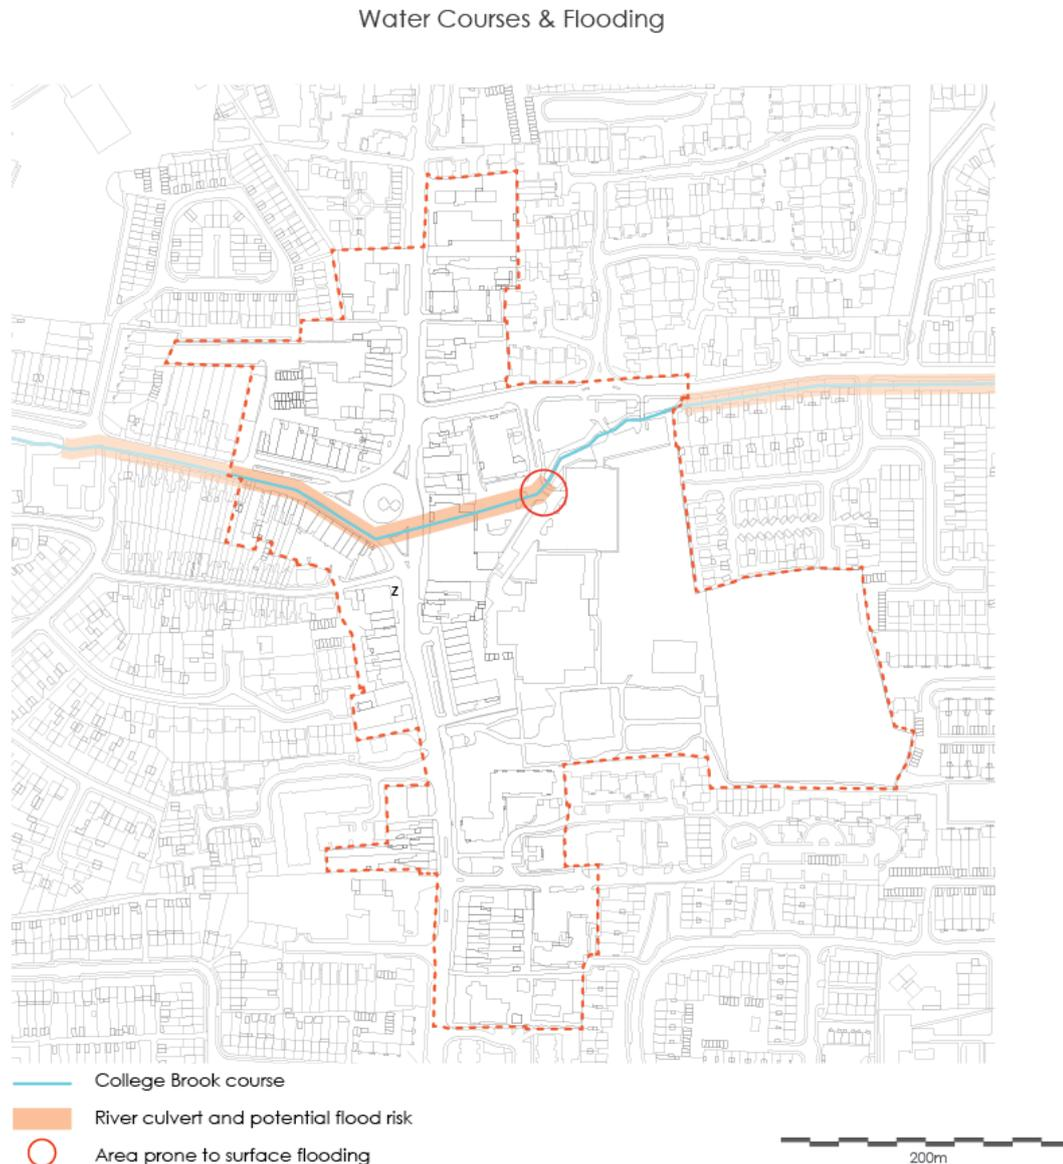 Water Courses & Flooding
Z
College Brook course
River culvert and potential flood risk
Area prone to surface flooding
200m